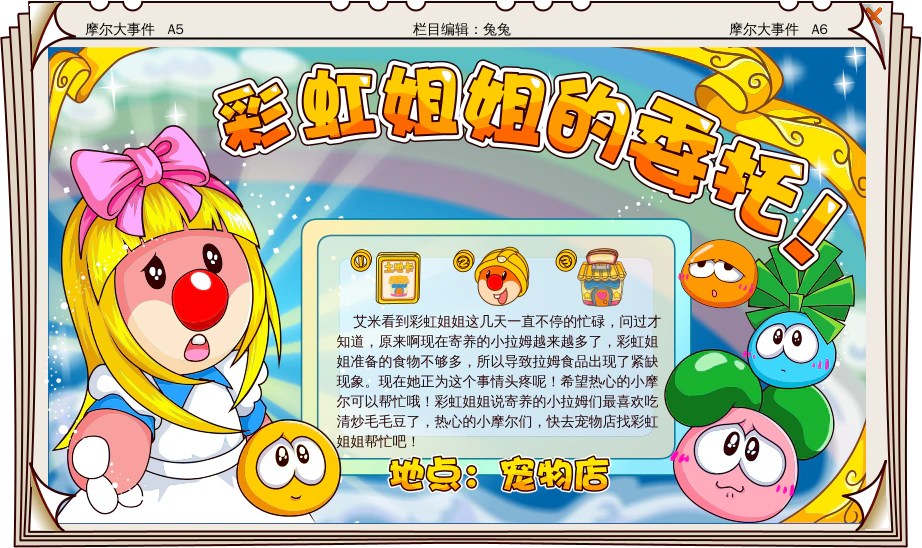 摩尔大事件 A5
栏目编辑：兔兔
摩尔大事件 A6
彩虹姐姐的委托！
① ② ③
土地卡
艾米看到彩虹姐姐这几天一直不停的忙碌，问过才
知道，原来啊现在寄养的小拉姆越来越多了，彩虹姐
姐准备的食物不够多，所以导致拉姆食品出现了紧缺
现象。现在她正为这个事情头疼呢！希望热心的小摩
尔可以帮忙哦！彩虹姐姐说寄养的小拉姆们最喜欢吃
清炒毛毛豆了，热心的小摩尔们，快去宠物店找彩虹
姐姐帮忙吧！
地点：宠物店